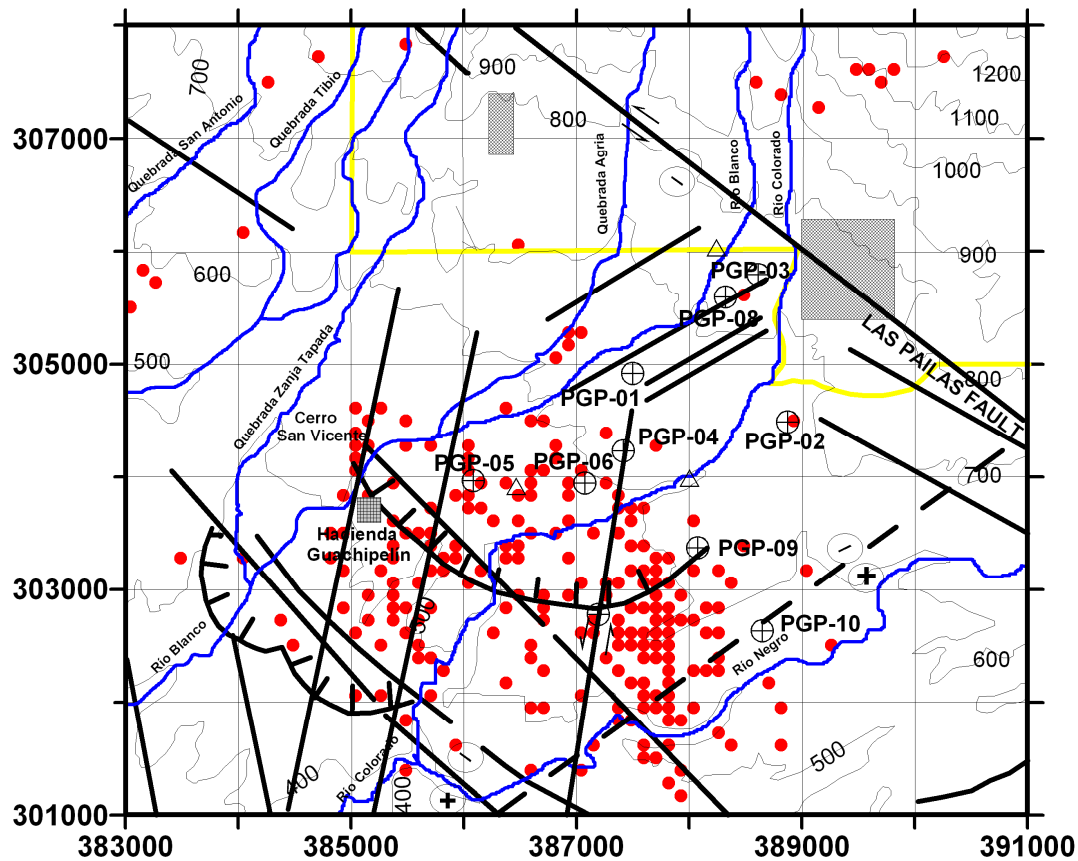 700
Quebrada San Antonio
Quebrada Tibio
900
800
Quebrada Agria
Rio Blanco
Rio Colorado
1200
1100
1000
900
307000
600
500
305000
PGP-03
PGP-08
PGP-01
LAS PAILAS FAULT
800
PGP-02
700
Quebrada Zanja Tapada
Cerro
San Vicente
PGP-04
PGP-05
PGP-06
Hacienda
Guachipelin
PGP-09
303000
500
PGP-10
Rio Negro
600
Rio Blanco
Rio Colorado
400
400
500
301000
383000
385000
387000
389000
391000